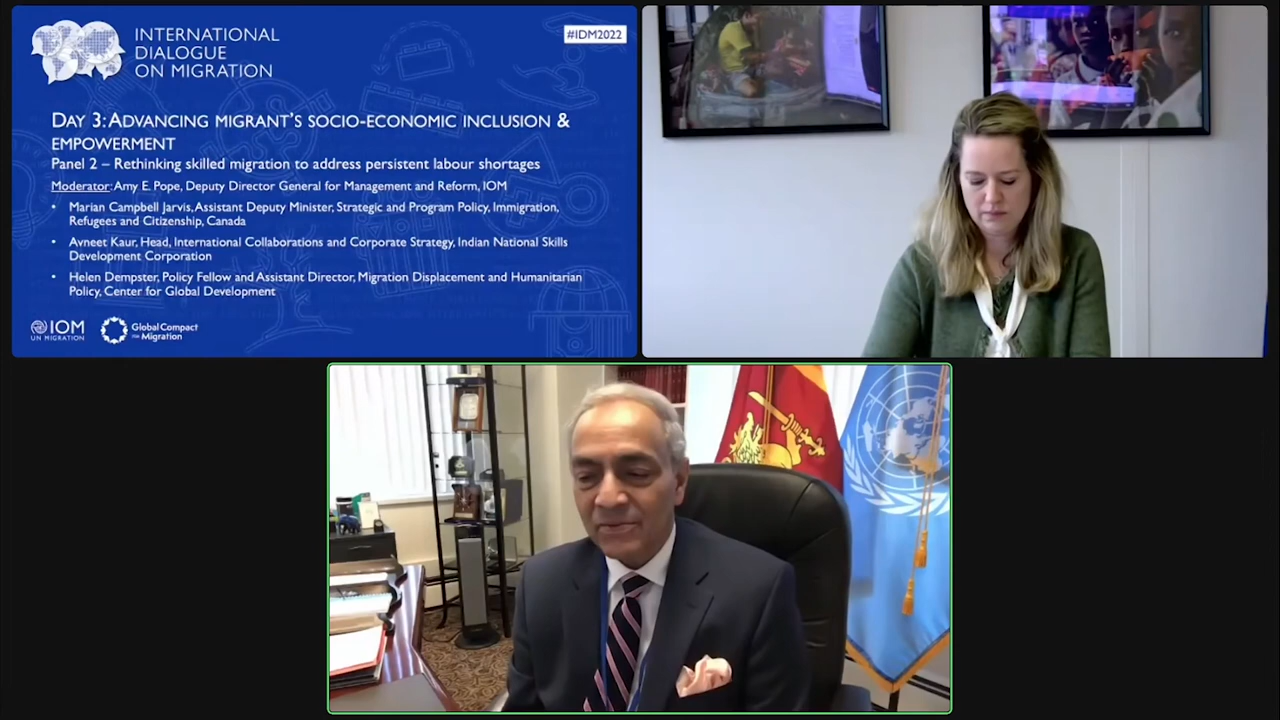 INTERNATIONAL
DIALOGUE
ON MIGRATION
#IDM2022
DAY 3: ADVANCING MIGRANT'S SOCIO-ECONOMIC INCLUSION &
EMPOWERMENT
Panel 2 – Rethinking skilled migration to address persistent labour shortages
Moderator: Amy E. Pope, Deputy Director General for Management and Reform, IOM
• Marian Campbell Jarvis, Assistant Deputy Minister, Strategic and Program Policy, Immigration,
Refugees and Citizenship, Canada
• Avneet Kaur, Head, International Collaborations and Corporate Strategy, Indian National Skills
Development Corporation
• Helen Dempster, Policy Fellow and Assistant Director, Migration Displacement and Humanitarian
Policy, Center for Global Development
IOM
UN MIGRATION
Global Compact
FOR Migration